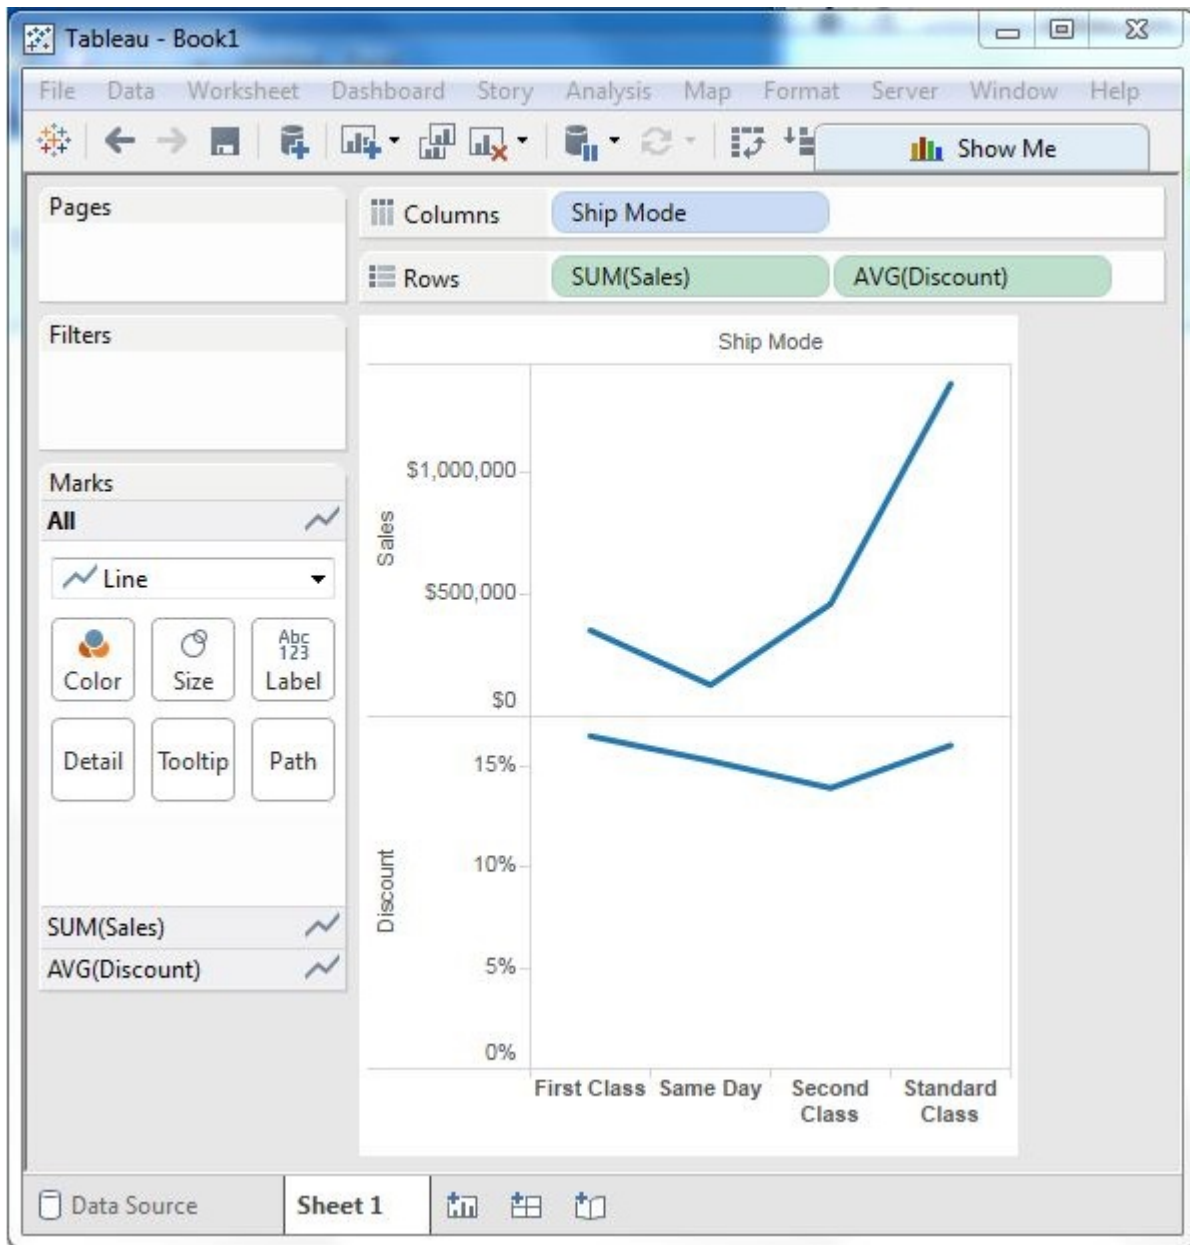 Tableau - Book1
File Data Worksheet Dashboard Story Analysis Map Format Server Window Help
Show Me
Pages
Columns Ship Mode
Rows SUM(Sales) AVG(Discount)
Filters
Marks
All
Line
Color Size Abc 123 Label
Detail Tooltip Path
SUM(Sales)
AVG(Discount)
Ship Mode
Sales
$1,000,000
$500,000
$0
Discount
15%
10%
5%
0%
First Class Same Day Second Class Standard Class
Data Source Sheet 1